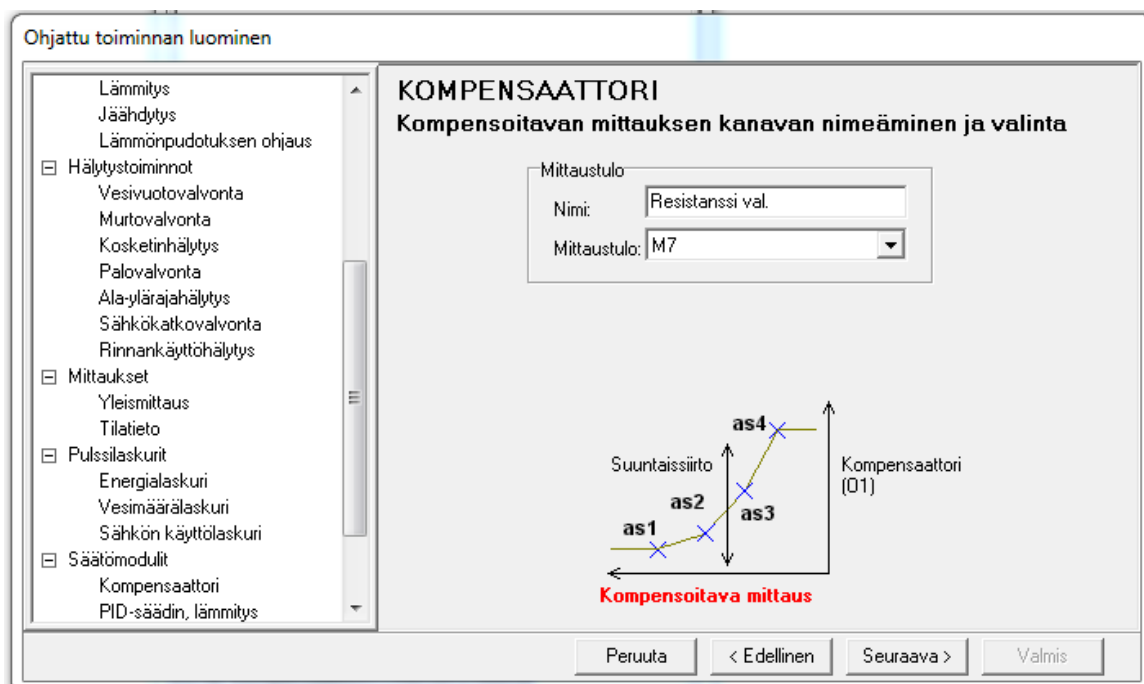 Ohjattu toiminnan luominen
Lämmitys
Jäähdytys
Lämmönpudotuksen ohjaus
Hälytystoiminnot
Vesivuotovalvonta
Murtovalvonta
Kosketinhälytys
Palovalvonta
Ala-ylärajahälytys
Sähkökatkovalvonta
Rinnankäyttöhälytys
Mittaukset
Yleismittaus
Tilatieto
Pulssilaskurit
Energialaskuri
Vesimäärälaskuri
Sähkön käyttölaskuri
Säätömodulit
Kompensaattori
PID-säädin, lämmitys
KOMPENSAATTORI
Kompensoitavan mittauksen kanavan nimeäminen ja valinta
Mittaustulo
Nimi: Resistanssi val.
Mittaustulo: M7
as4
Suuntaissiirto
Kompensaattori
(O1)
as2
as3
as1
Kompensoitava mittaus
Peruuta
< Edellinen
Seuraava >
Valmis